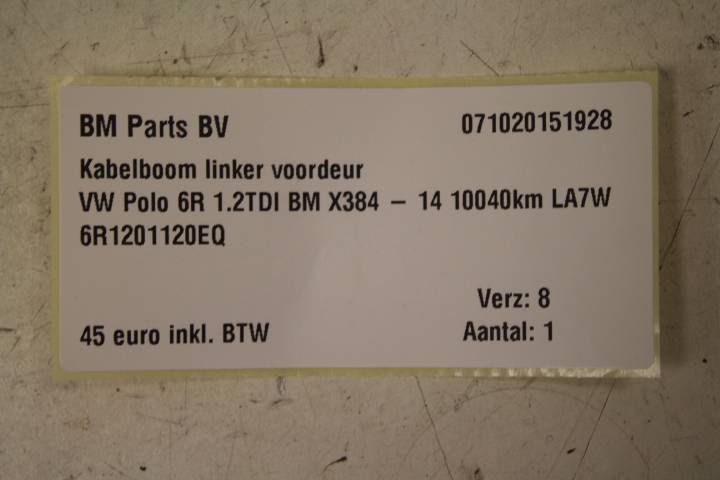 BM Parts BV 071020151928
Kabelboom linker voordeur
VW Polo 6R 1.2TDI BM X384 – 14 10040km LA7W
6R1201120EQ
Verz: 8
45 euro inkl. BTW Aantal: 1